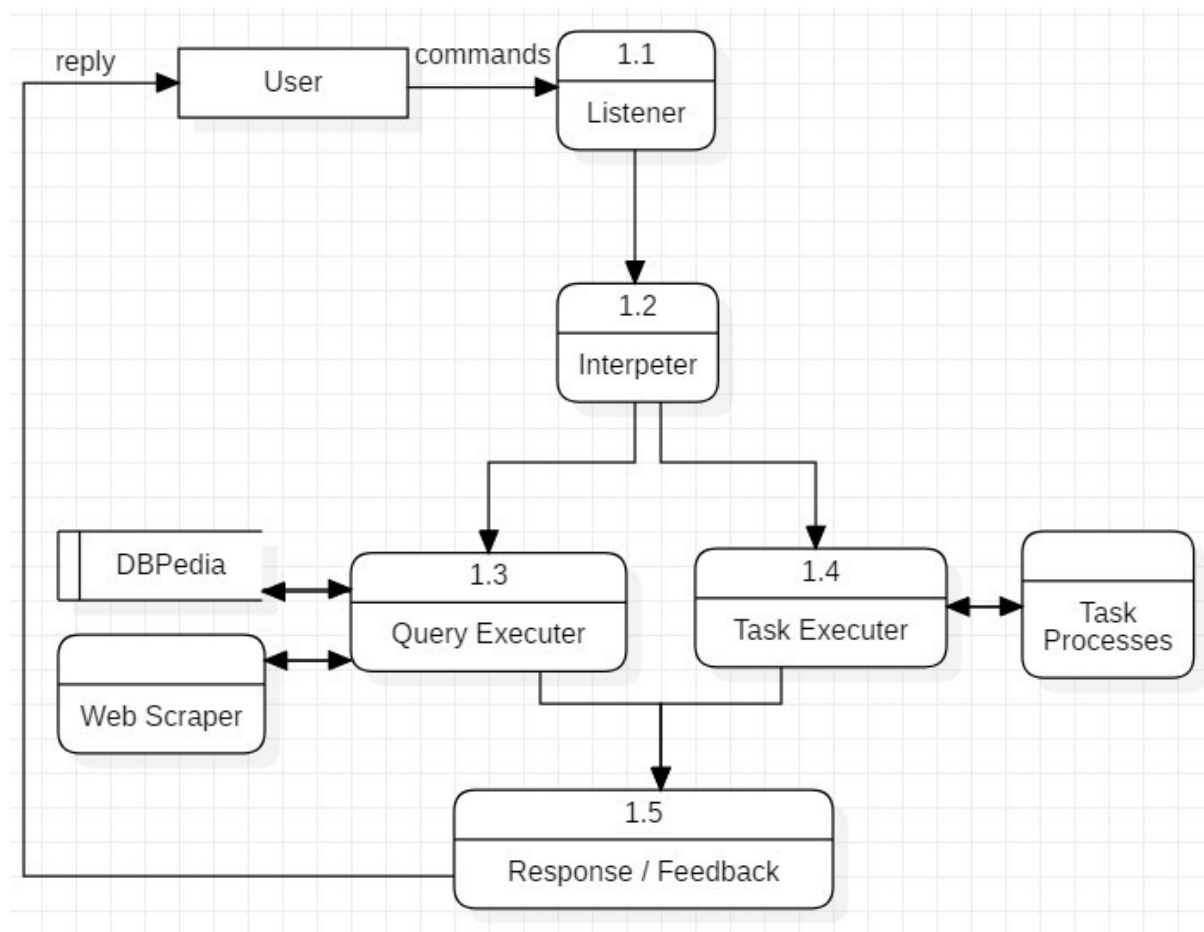 reply
User
commands
1.1
Listener
1.2
Interpeter
DBPedia
1.3
Query Executer
1.4
Task Executer
Task
Processes
Web Scraper
1.5
Response / Feedback